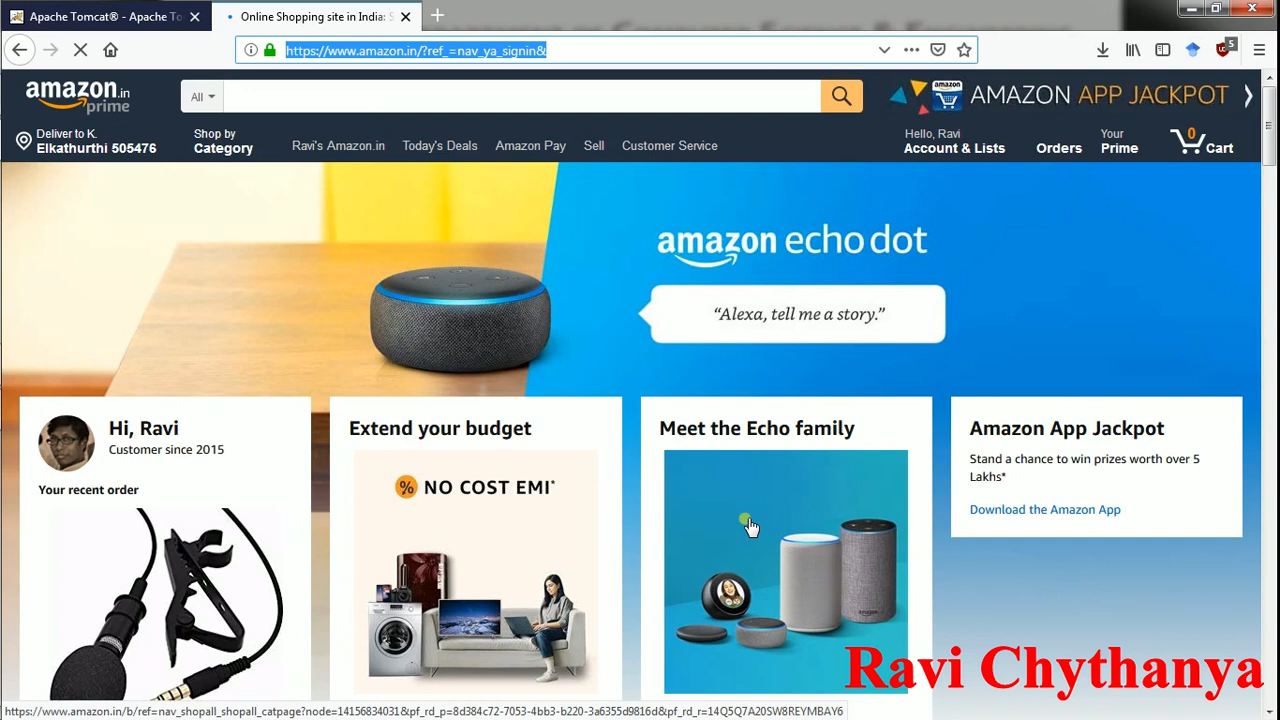 Apache Tomcat® - Apache To
Online Shopping site in India: S
https://www.amazon.in/?ref_=nav_ya_signin&
5
amazon.in
prime
All
AMAZON APP JACKPOT
Deliver to K.
Elkathurthi 505476
Shop by
Category
Ravi's Amazon.in
Today's Deals
Amazon Pay
Sell
Customer Service
Hello, Ravi
Account & Lists
Orders
Your
Prime
0
Cart
amazon echo dot
“Alexa, tell me a story.”
Hi, Ravi
Customer since 2015
Your recent order
Extend your budget
% NO COST EMI*
Meet the Echo family
Amazon App Jackpot
Stand a chance to win prizes worth over 5
Lakhs*
Download the Amazon App
Ravi Chythanya
https://www.amazon.in/b/ref=nav_shopall_shopall_catpage?node=14156834031&pf_rd_p=8d384c72-7053-4bb3-b220-3a6355d9816d&pf_rd_r=14Q5Q7A20SW8REYMBAY6